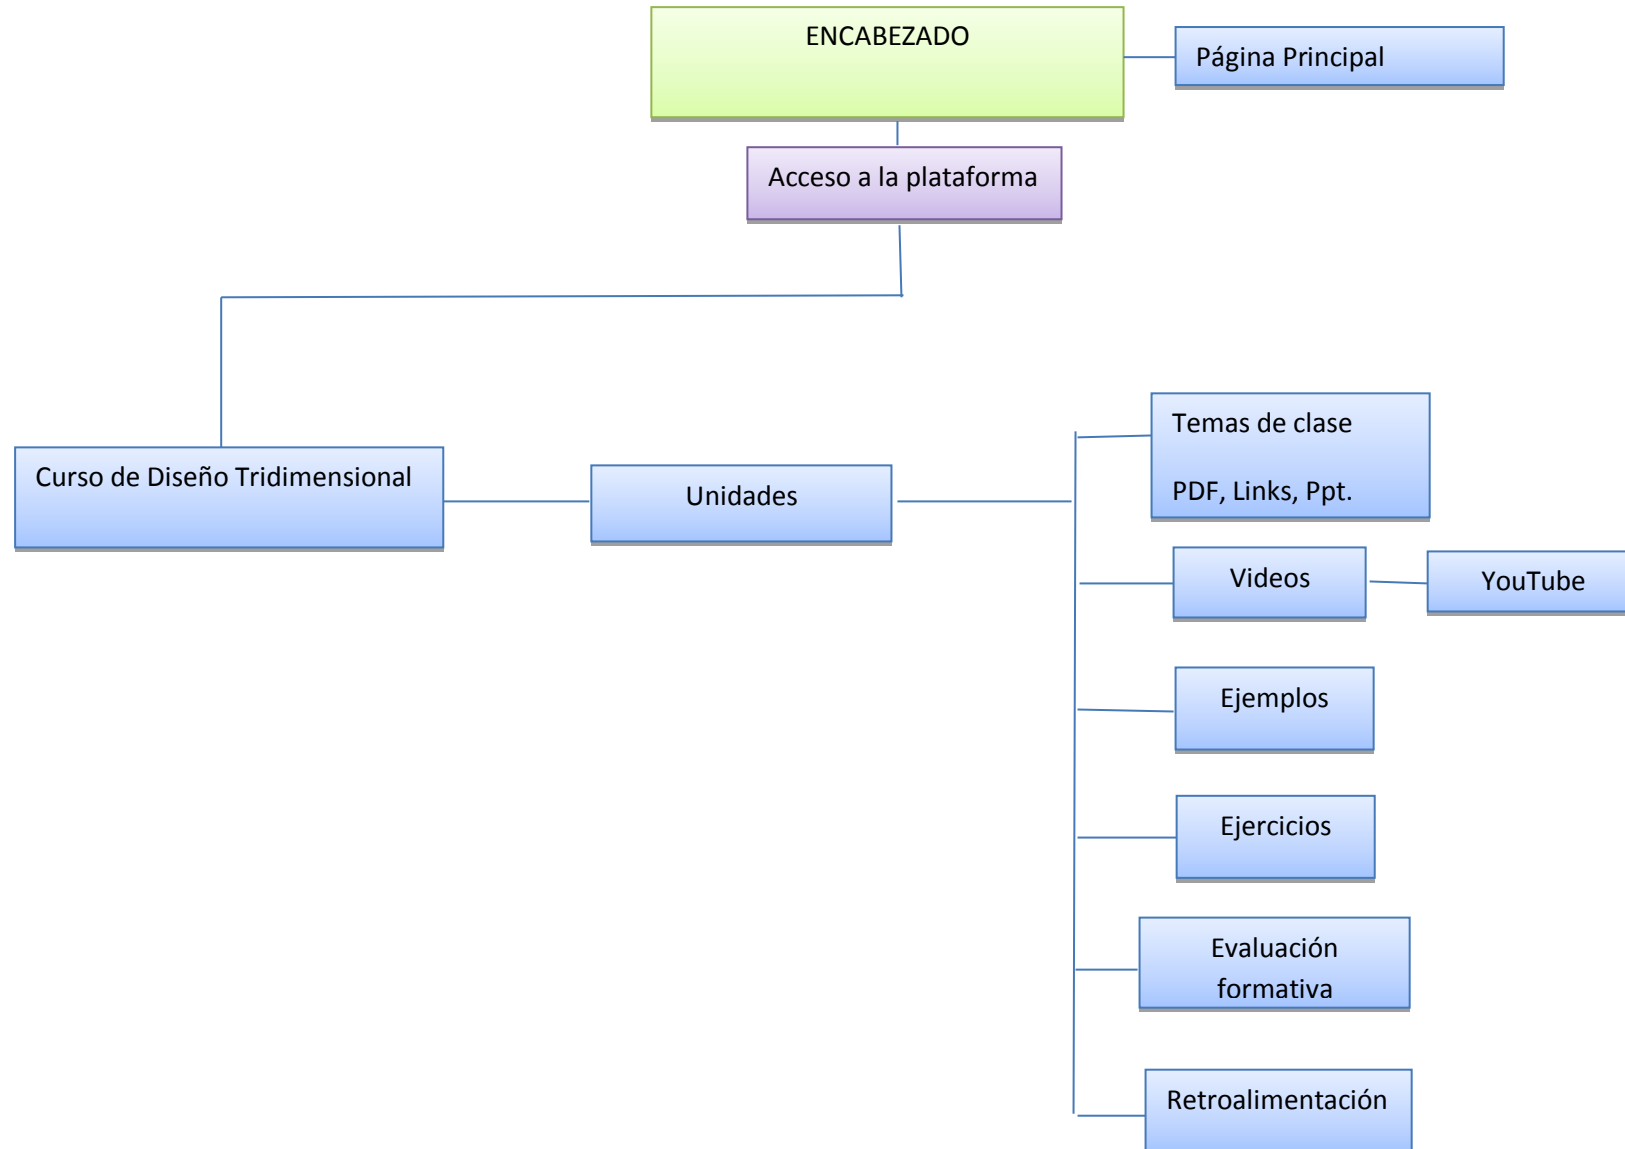 ENCABEZADO
Página Principal
Acceso a la plataforma
Curso de Diseño Tridimensional
Unidades
Temas de clase
PDF, Links, Ppt.
Videos
YouTube
Ejemplos
Ejercicios
Evaluación
formativa
Retroalimentación